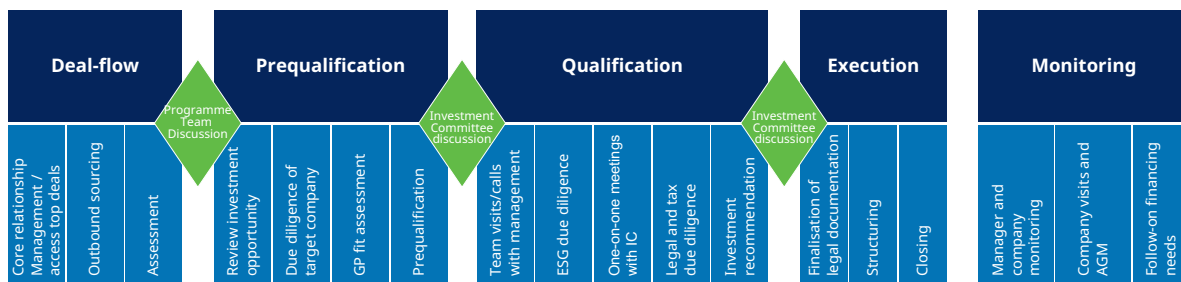 Deal-flow
Prequalification
Qualification
Execution
Monitoring
Programme
Team
Discussion
Investment
Committee
discussion
Investment
Committee
discussion
Core relationship
Management /
access top deals
Outbound sourcing
Assessment
Review investment
opportunity
Due diligence of
target company
GP fit assessment
Prequalification
Team visits/calls
with management
ESG due diligence
One-on-one meetings
with IC
Legal and tax
due diligence
Investment
recommendation
Finalisation of
legal documentation
Structuring
Closing
Manager and
company
monitoring
Company visits and
AGM
Follow-on financing
needs